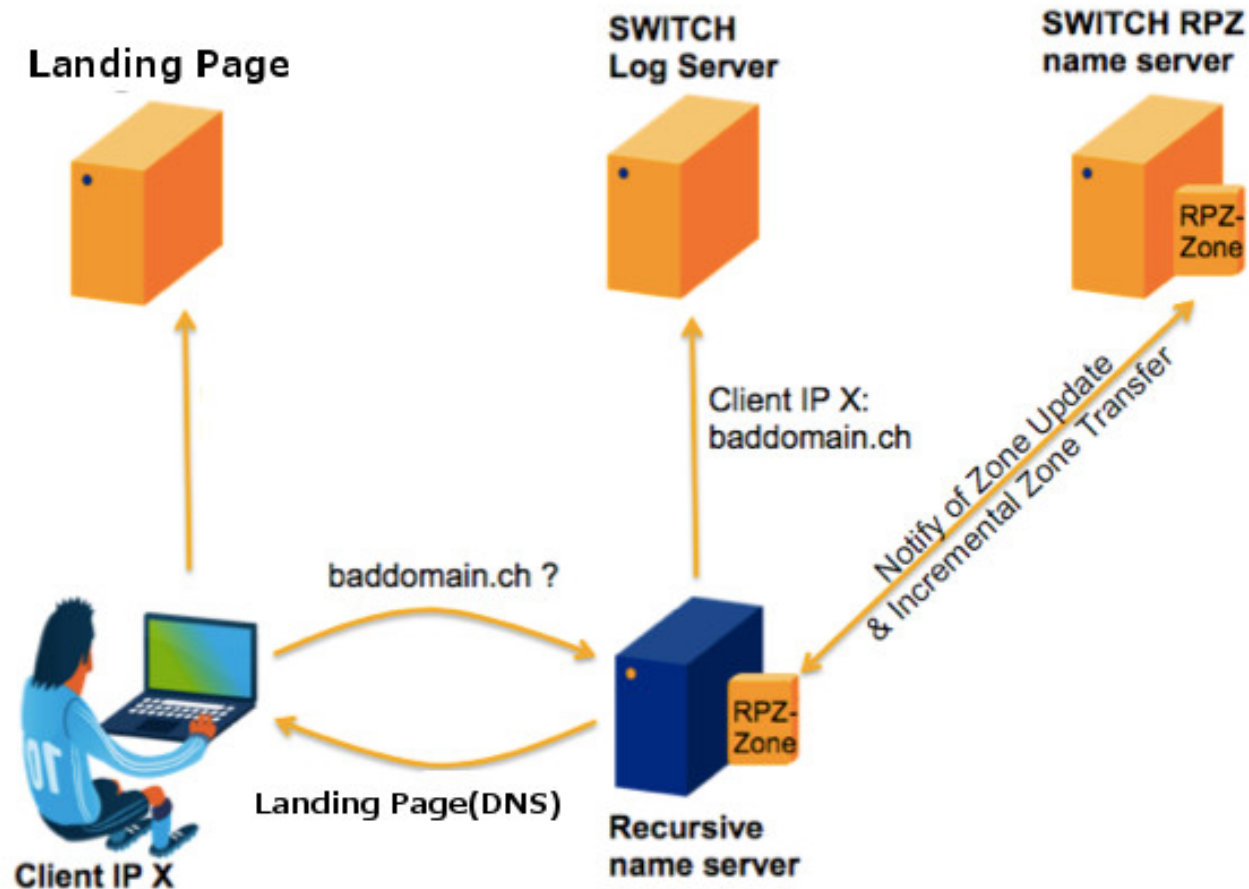 Landing Page
SWITCH
Log Server
SWITCH RPZ
name server
RPZ-
Zone
Client IP X:
baddomain.ch
Notify of Zone Update
& Incremental Zone Transfer
baddomain.ch ?
Landing Page(DNS)
RPZ-
Zone
Recursive
name server
Client IP X
10